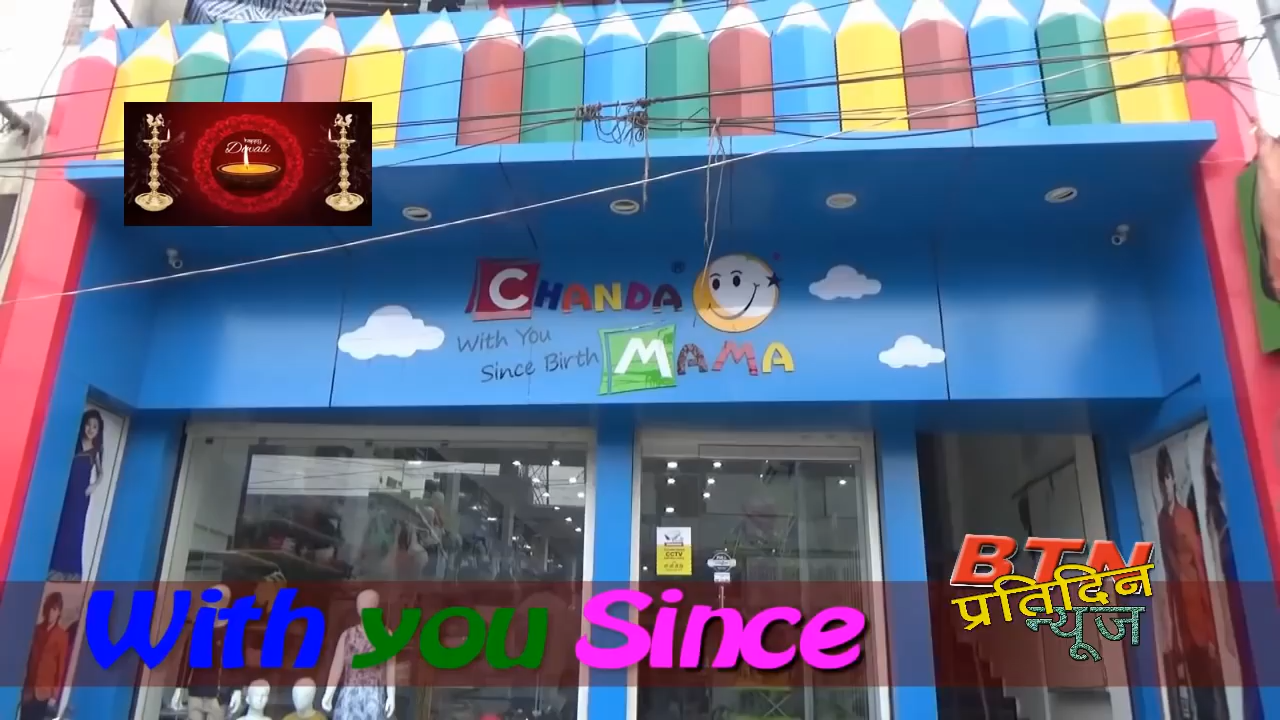 HAPPY
Diwali
CHANDA
With You
Since Birth
MAMA
CCTV
With you Since
BTN
प्रतिदिन
न्यूज